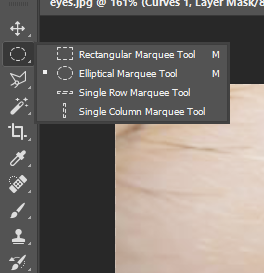 eyes.jpg @ 161% (Curves 1, Layer Mask/8
Rectangular Marquee Tool M
Elliptical Marquee Tool M
Single Row Marquee Tool
Single Column Marquee Tool